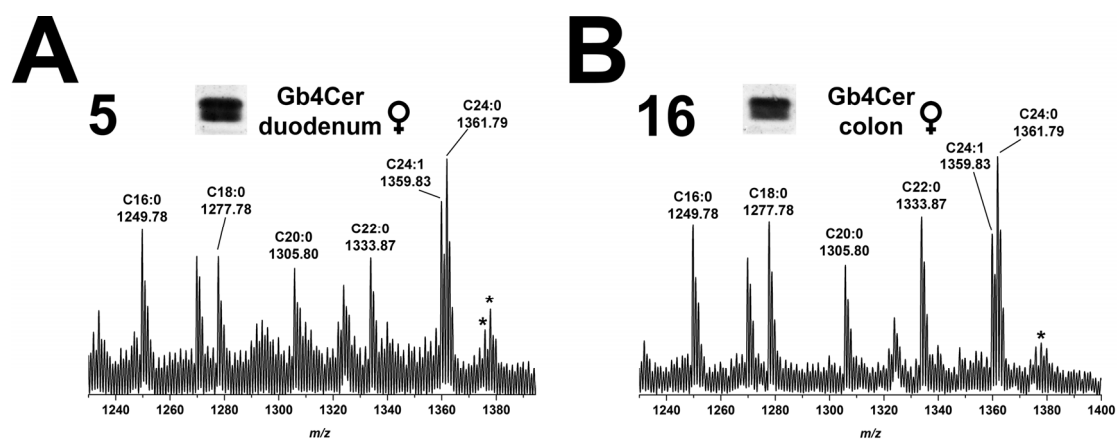 A
5
Gb4Cer
duodenum ♀
C16:0
1249.78
C18:0
1277.78
C20:0
1305.80
C22:0
1333.87
C24:1
1359.83
C24:0
1361.79
*
*
1240 1260 1280 1300 1320 1340 1360 1380
m/z
B
16
Gb4Cer
colon ♀
C16:0
1249.78
C18:0
1277.78
C20:0
1305.80
C22:0
1333.87
C24:1
1359.83
C24:0
1361.79
*
1240 1260 1280 1300 1320 1340 1360 1380 1400
m/z